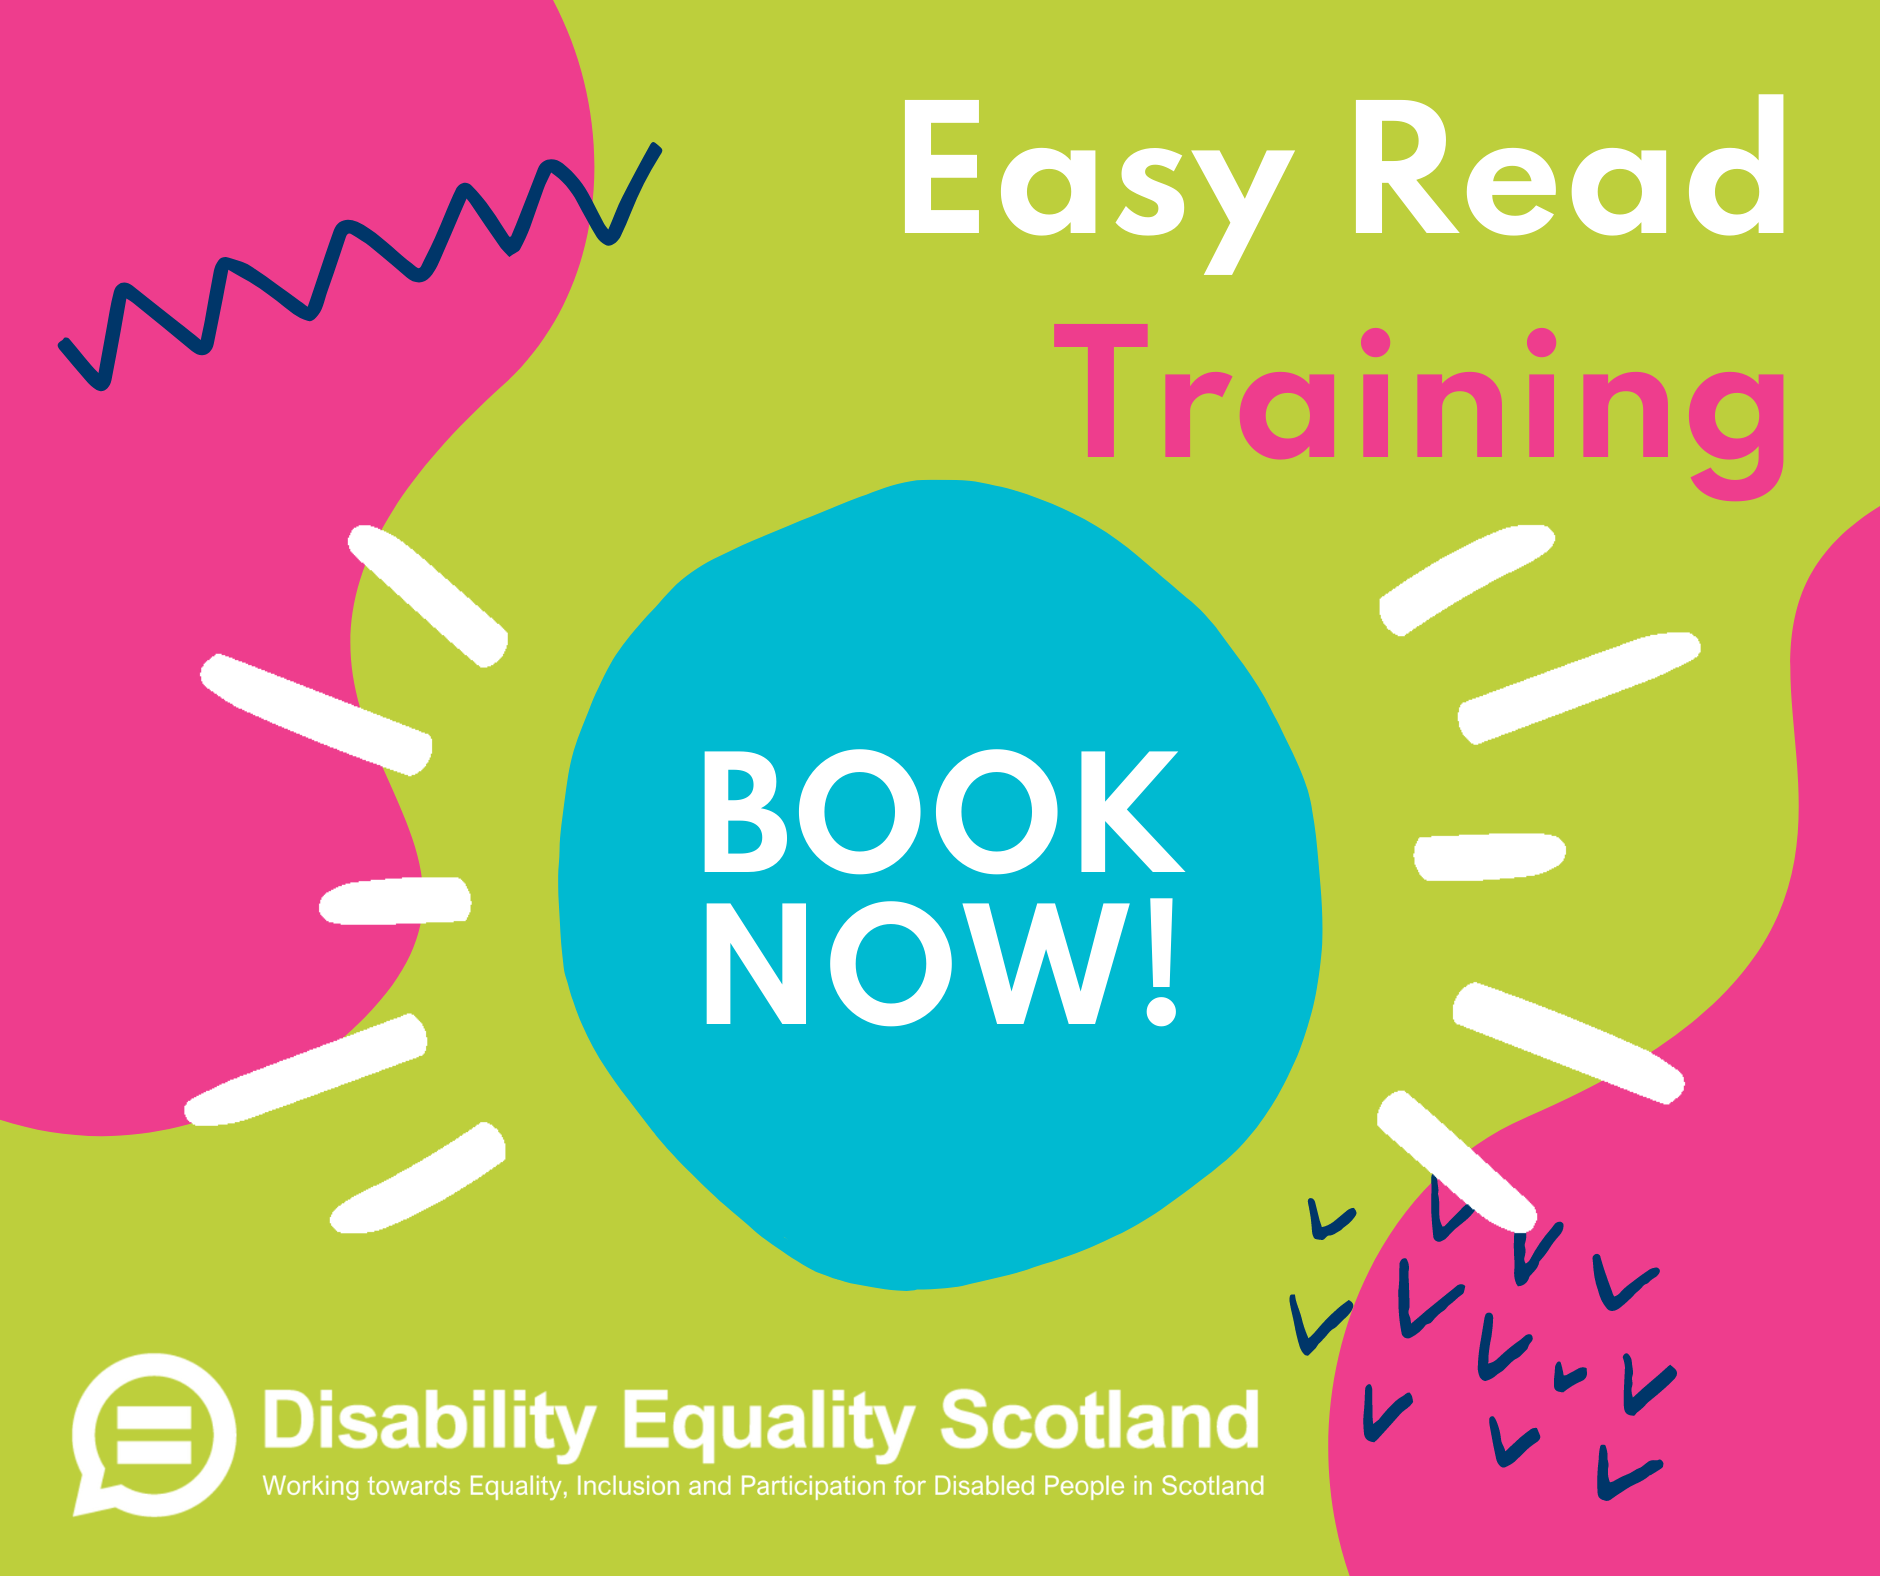 Easy Read
Training
BOOK
NOW!
Disability Equality Scotland
Working towards Equality, Inclusion and Participation for Disabled People in Scotland